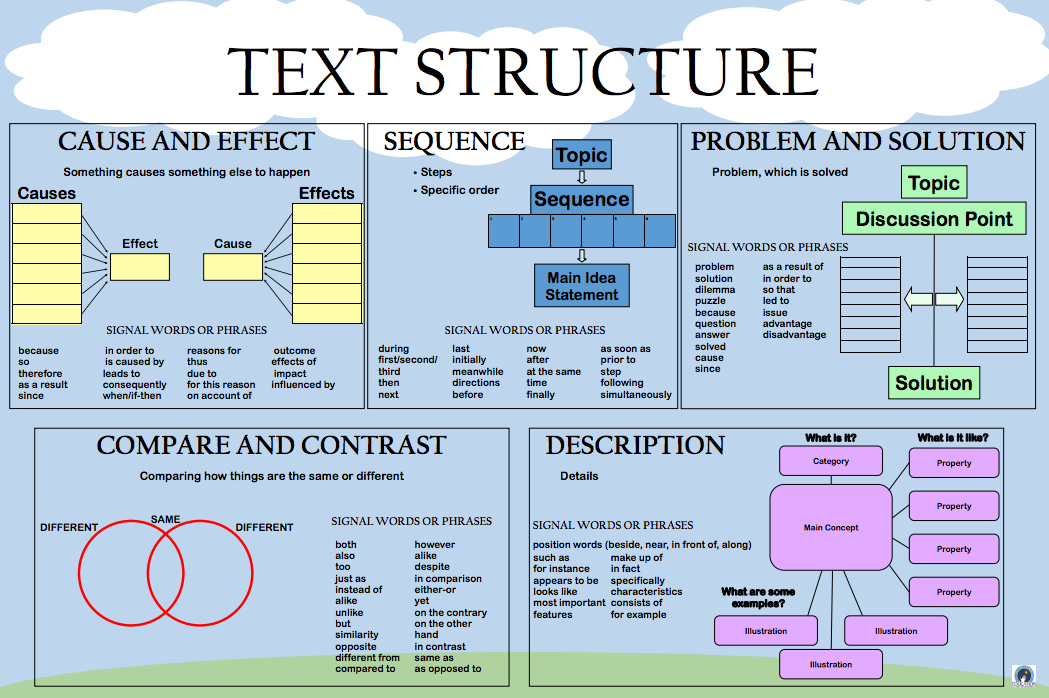 TEXT STRUCTURE
CAUSE AND EFFECT
Something causes something else to happen
Causes
Effects
Effect
Cause
SIGNAL WORDS OR PHRASES
because
so
therefore
as a result
since
in order to
is caused by
leads to
consequently
when/if-then
reasons for
thus
due to
for this reason
on account of
outcome
effects of
impact
influenced by
SEQUENCE
• Steps
• Specific order
Topic
Sequence
1 2 3 4 5 6
Main Idea
Statement
SIGNAL WORDS OR PHRASES
during
first/second/
third
then
next
last
initially
meanwhile
directions
before
now
after
at the same
time
finally
as soon as
prior to
step
following
simultaneously
PROBLEM AND SOLUTION
Problem, which is solved
Topic
Discussion Point
SIGNAL WORDS OR PHRASES
problem
solution
dilemma
puzzle
because
question
answer
solved
cause
since
as a result of
in order to
so that
led to
issue
advantage
disadvantage
Solution
COMPARE AND CONTRAST
Comparing how things are the same or different
DIFFERENT
SAME
DIFFERENT
SIGNAL WORDS OR PHRASES
both
also
too
just as
instead of
alike
unlike
but
similarity
opposite
different from
compared to
however
alike
despite
in comparison
either-or
yet
on the contrary
on the other
hand
in contrast
same as
as opposed to
DESCRIPTION
Details
What is it?
Category
What is it like?
Property
Property
Property
Property
Main Concept
SIGNAL WORDS OR PHRASES
position words (beside, near, in front of, along)
such as
for instance
appears to be
looks like
most important
features
make up of
in fact
specifically
characteristics
consists of
for example
What are some
examples?
Illustration
Illustration
Illustration